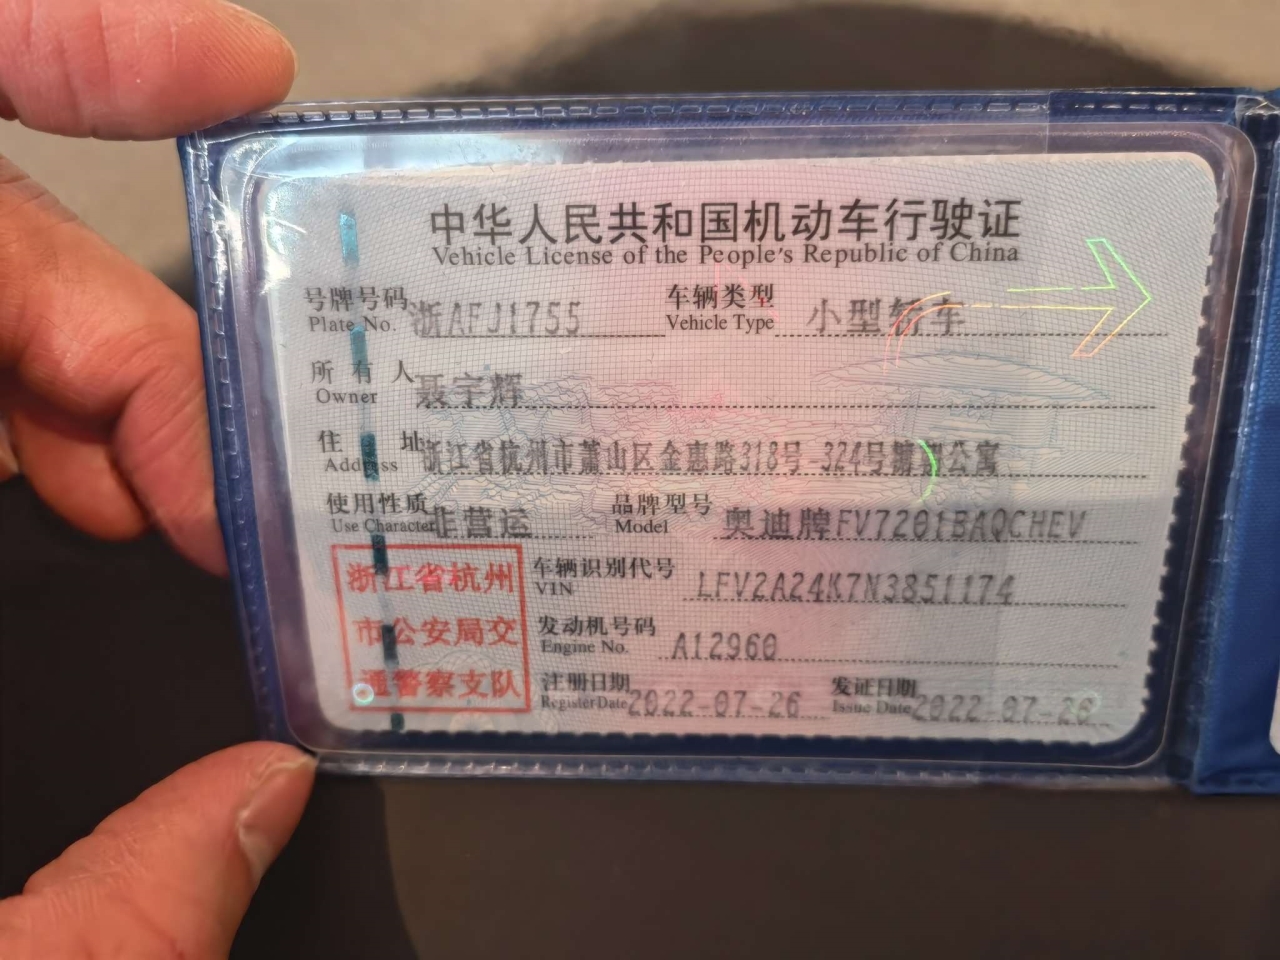 中华人民共和国机动车行驶证
Vehicle License of the People's Republic of China
号牌号码 浙AFJ1755 车辆类型 小型轿车
Plate No. Vehicle Type
所有人 聂宇辉
Owner
住址 浙江省杭州市萧山区金惠路318号-324号 公寓
Address
使用性质 非营运 品牌型号 奥迪牌FV7201BAQCHEV
Use Character Model
浙江省杭州
市公安局交
通警察支队
车辆识别代号 LFV2A24K7N3851174
VIN
发动机号码 A12960
Engine No.
注册日期 2022-07-26 发证日期 2022-07-26
Register Date Issue Date